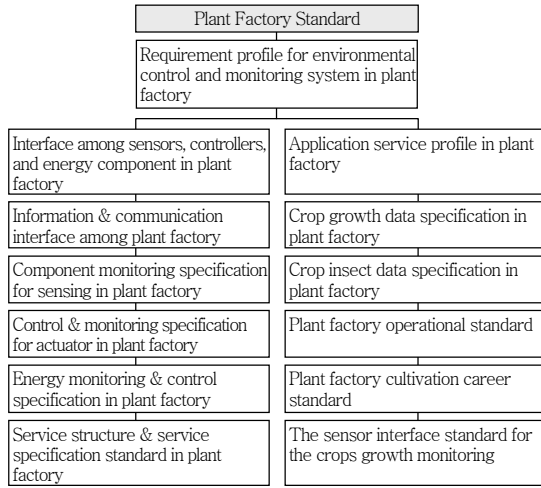 Plant Factory Standard
Requirement profile for environmental
control and monitoring system in plant
factory
Interface among sensors, controllers,
and energy component in plant
factory
Information & communication
interface among plant factory
Component monitoring specification
for sensing in plant factory
Control & monitoring specification
for actuator in plant factory
Energy monitoring & control
specification in plant factory
Service structure & service
specification standard in plant
factory
Application service profile in plant
factory
Crop growth data specification in
plant factory
Crop insect data specification in
plant factory
Plant factory operational standard
Plant factory cultivation career
standard
The sensor interface standard for
the crops growth monitoring